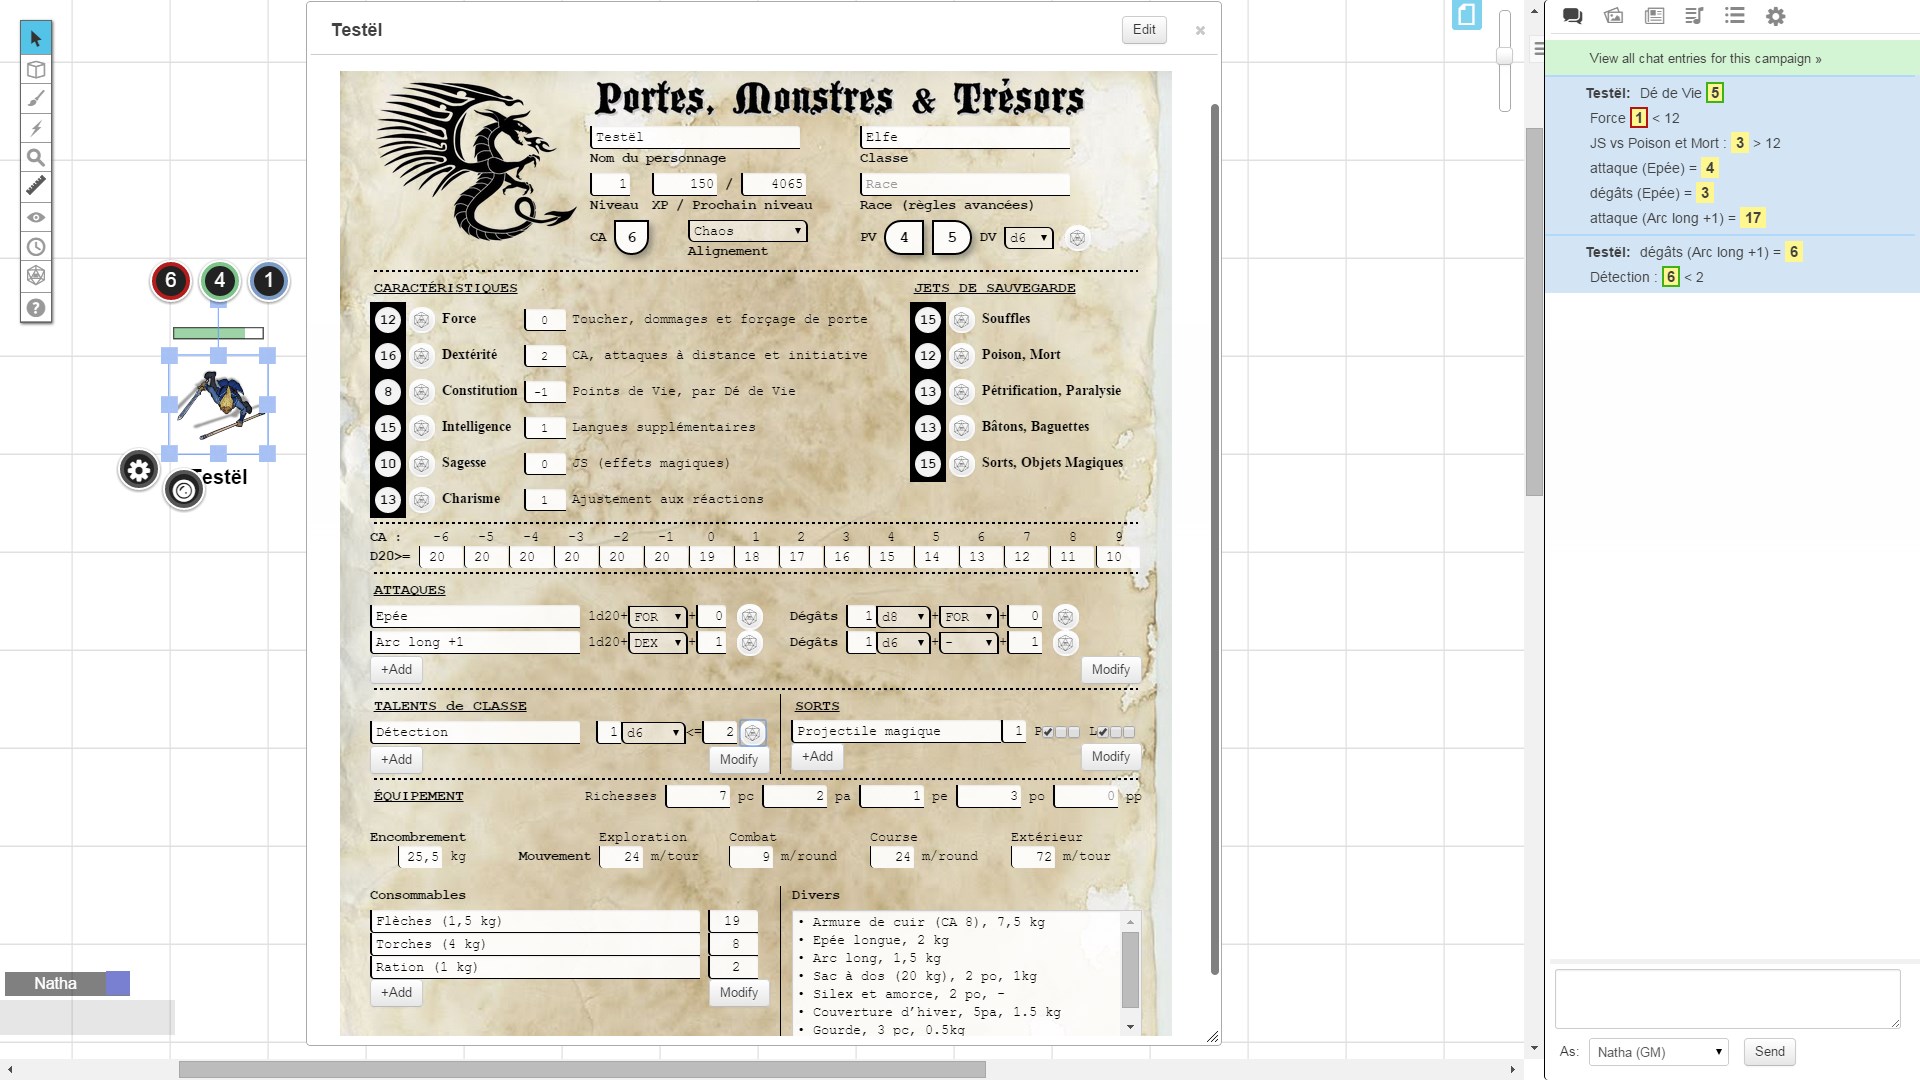 Testël
Edit
×
Portes, Monstres & Trésors
Testël
Elfe
Nom du personnage
Classe
1 150 / 4065
Race
Niveau XP / Prochain niveau
Race (règles avancées)
CA 6 Chaos
Alignement
PV 4 5 DV d6
CARACTÉRISTIQUES
12 Force 0 Toucher, dommages et forçage de porte
16 Dextérité 2 CA, attaques à distance et initiative
8 Constitution -1 Points de Vie, par Dé de Vie
15 Intelligence 1 Langues supplémentaires
10 Sagesse 0 JS (effets magiques)
13 Charisme 1 Ajustement aux réactions
JETS DE SAUVEGARDE
15 Souffles
12 Poison, Mort
13 Pétrification, Paralysie
13 Bâtons, Baguettes
15 Sorts, Objets Magiques
CA : -6 -5 -4 -3 -2 -1 0 1 2 3 4 5 6 7 8 9
D20>= 20 20 20 20 20 20 19 18 17 16 15 14 13 12 11 10
ATTAQUES
Epée 1d20+ FOR + 0 Dégâts 1 d8 + FOR + 0
Arc long +1 1d20+ DEX + 1 Dégâts 1 d6 + - + 1
+Add
Modify
TALENTS de CLASSE
Détection 1 d6 <= 2
+Add
Modify
SORTS
Projectile magique 1 P L
+Add
Modify
ÉQUIPEMENT Richesses 7 pc 2 pa 1 pe 3 po 0 pp
Encombrement Exploration Combat Course Extérieur
25,5 kg Mouvement 24 m/tour 9 m/round 24 m/round 72 m/tour
Consommables
Flèches (1,5 kg) 19
Torches (4 kg) 8
Ration (1 kg) 2
+Add
Modify
Divers
• Armure de cuir (CA 8), 7,5 kg
• Epée longue, 2 kg
• Arc long, 1,5 kg
• Sac à dos (20 kg), 2 po, 1kg
• Silex et amorce, 2 po, -
• Couverture d’hiver, 5pa, 1.5 kg
• Gourde, 3 pc, 0.5kg
6 4 1
Testël
Natha
View all chat entries for this campaign »
Testël: Dé de Vie 5
Force 1 < 12
JS vs Poison et Mort : 3 > 12
attaque (Epée) = 4
dégâts (Epée) = 3
attaque (Arc long +1) = 17
Testël: dégâts (Arc long +1) = 6
Détection : 6 < 2
As: Natha (GM)
Send